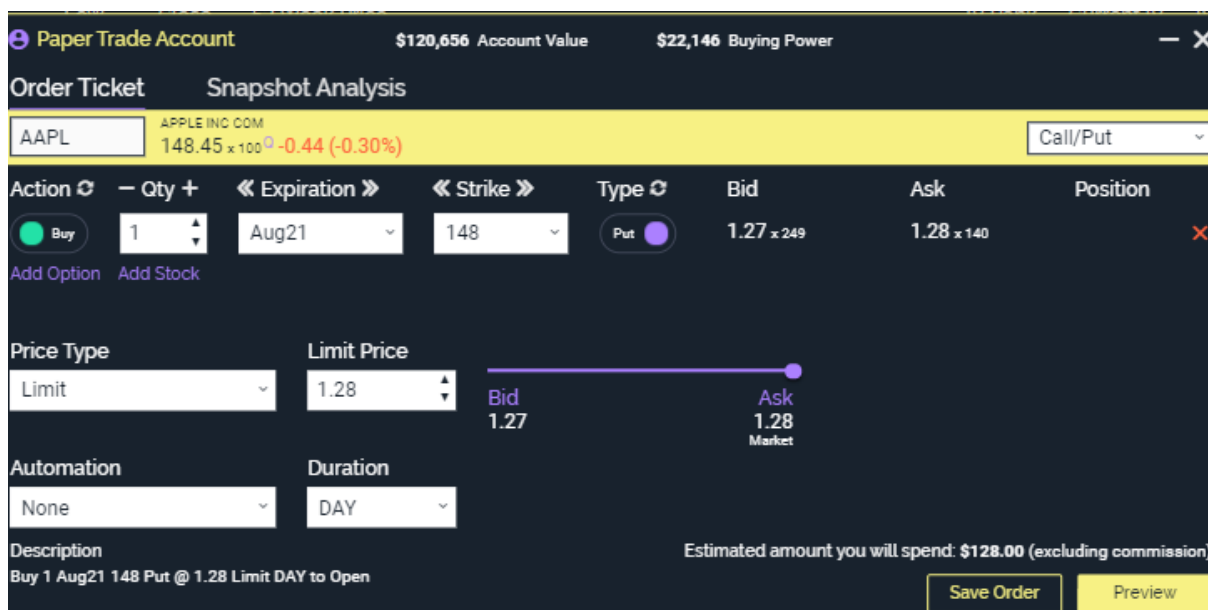 Paper Trade Account $120,656 Account Value $22,146 Buying Power
Order Ticket Snapshot Analysis
AAPL APPLE INC COM Call/Put
148.45 x 100 Q -0.44 (-0.30%)
Action - Qty + « Expiration » « Strike » Type Bid Ask Position
Buy 1 Aug21 148 Put 1.27 x 249 1.28 x 140
Add Option Add Stock
Price Type Limit Price
Limit 1.28
Bid Ask
1.27 1.28
Market
Automation Duration
None DAY
Description Estimated amount you will spend: $128.00 (excluding commission)
Buy 1 Aug21 148 Put @ 1.28 Limit DAY to Open
Save Order Preview